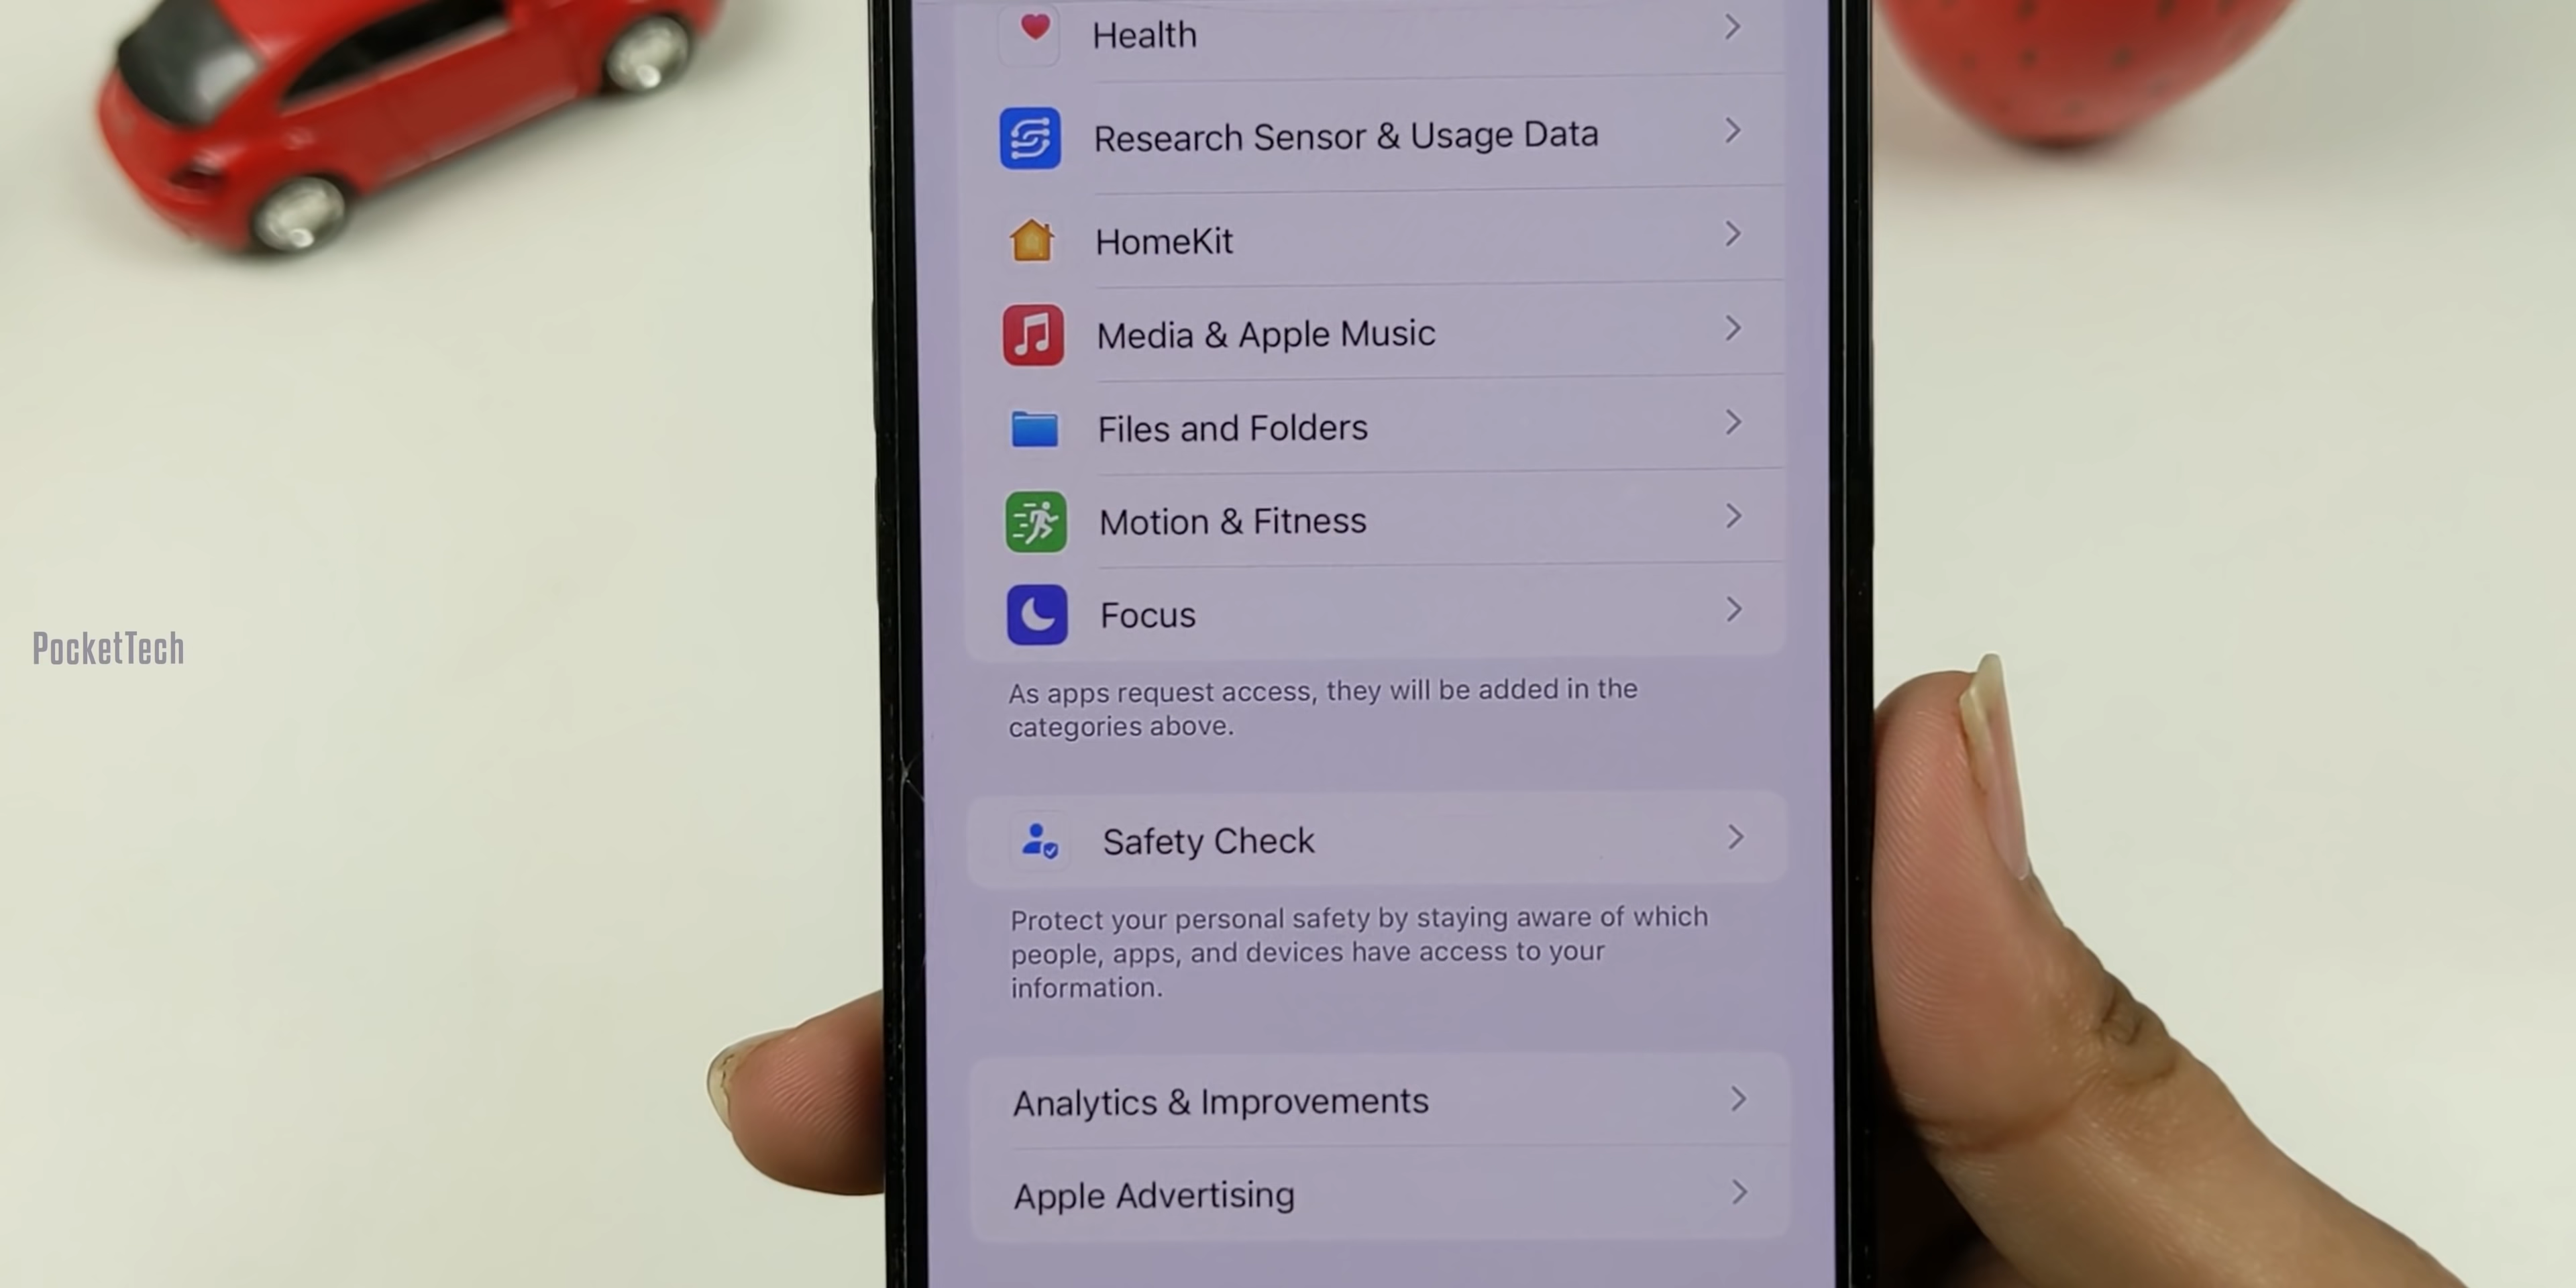 Health
Research Sensor & Usage Data
HomeKit
Media & Apple Music
Files and Folders
Motion & Fitness
Focus
As apps request access, they will be added in the
categories above.
Safety Check
Protect your personal safety by staying aware of which
people, apps, and devices have access to your
information.
Analytics & Improvements
Apple Advertising
PocketTech